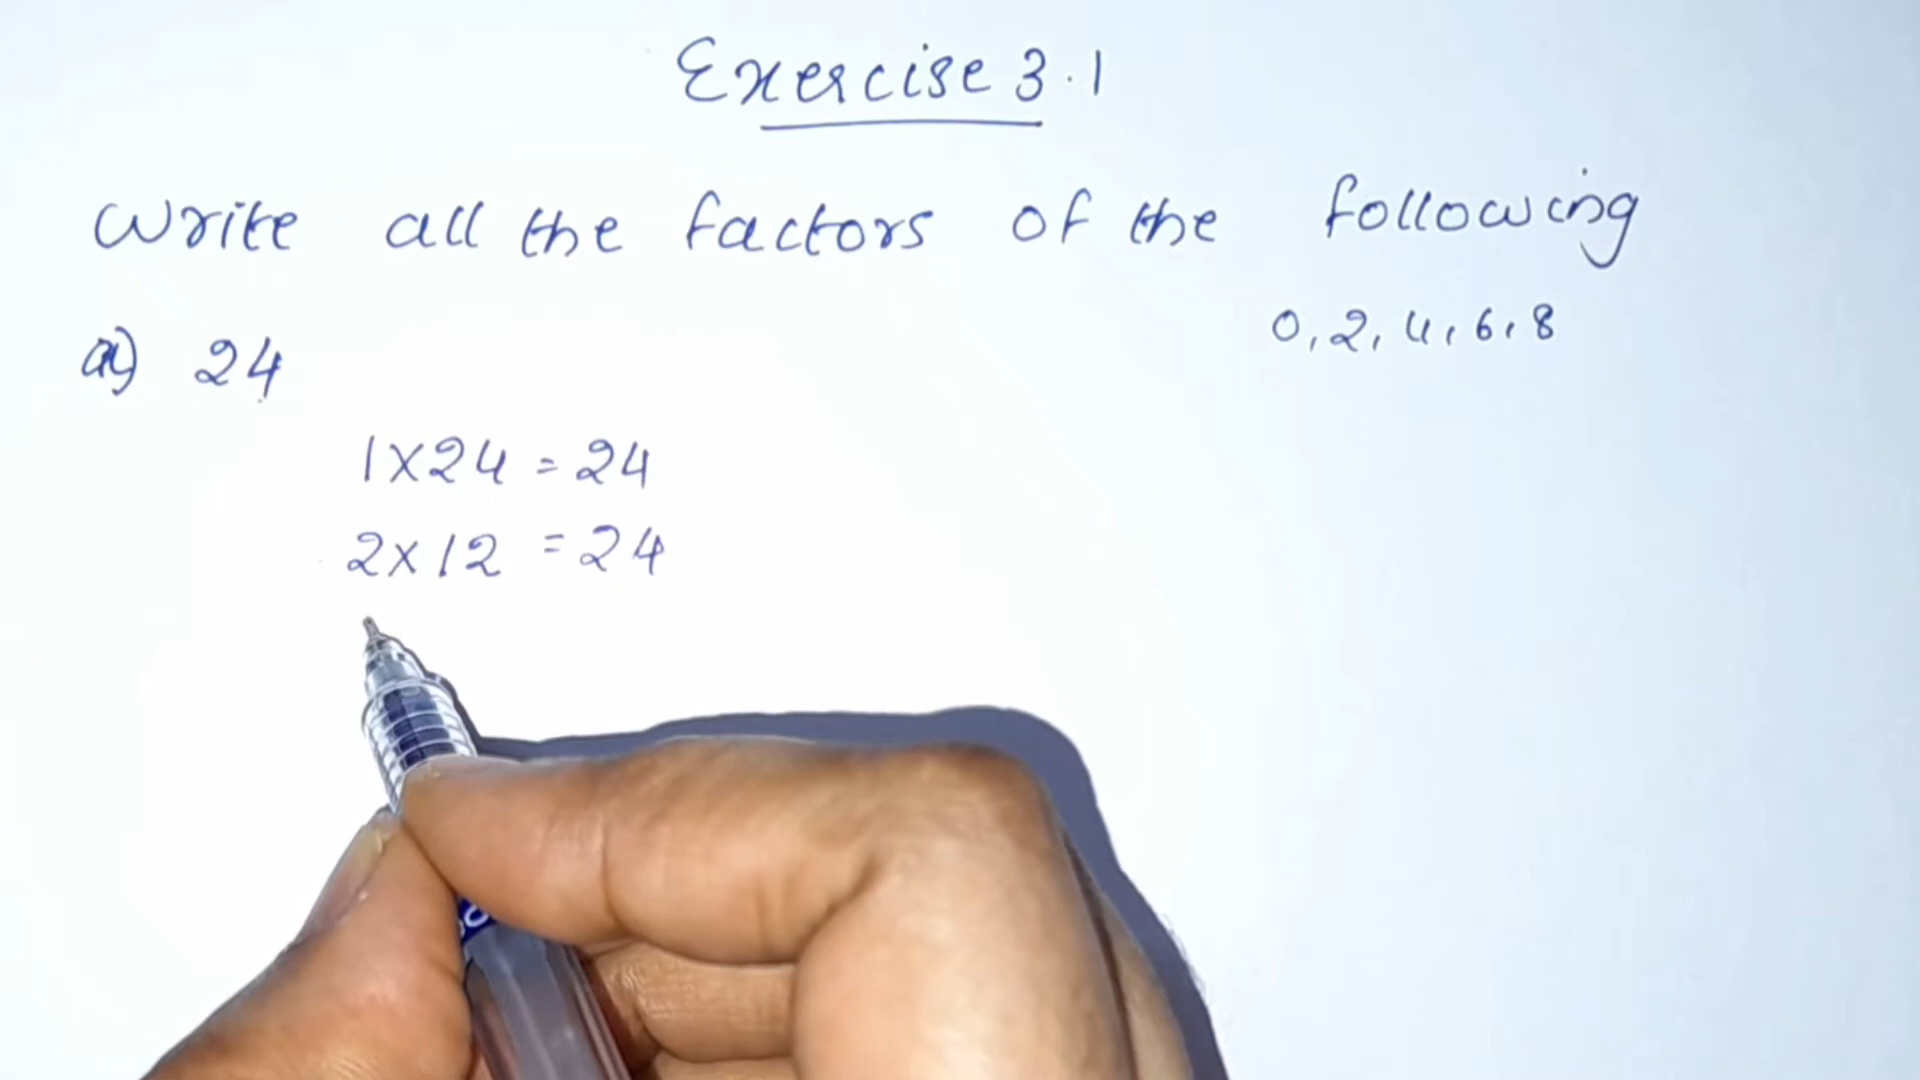 Exercise 3.1
Write all the factors of the following
a) 24
0, 2, 4, 6, 8
1×24 = 24
2×12 = 24